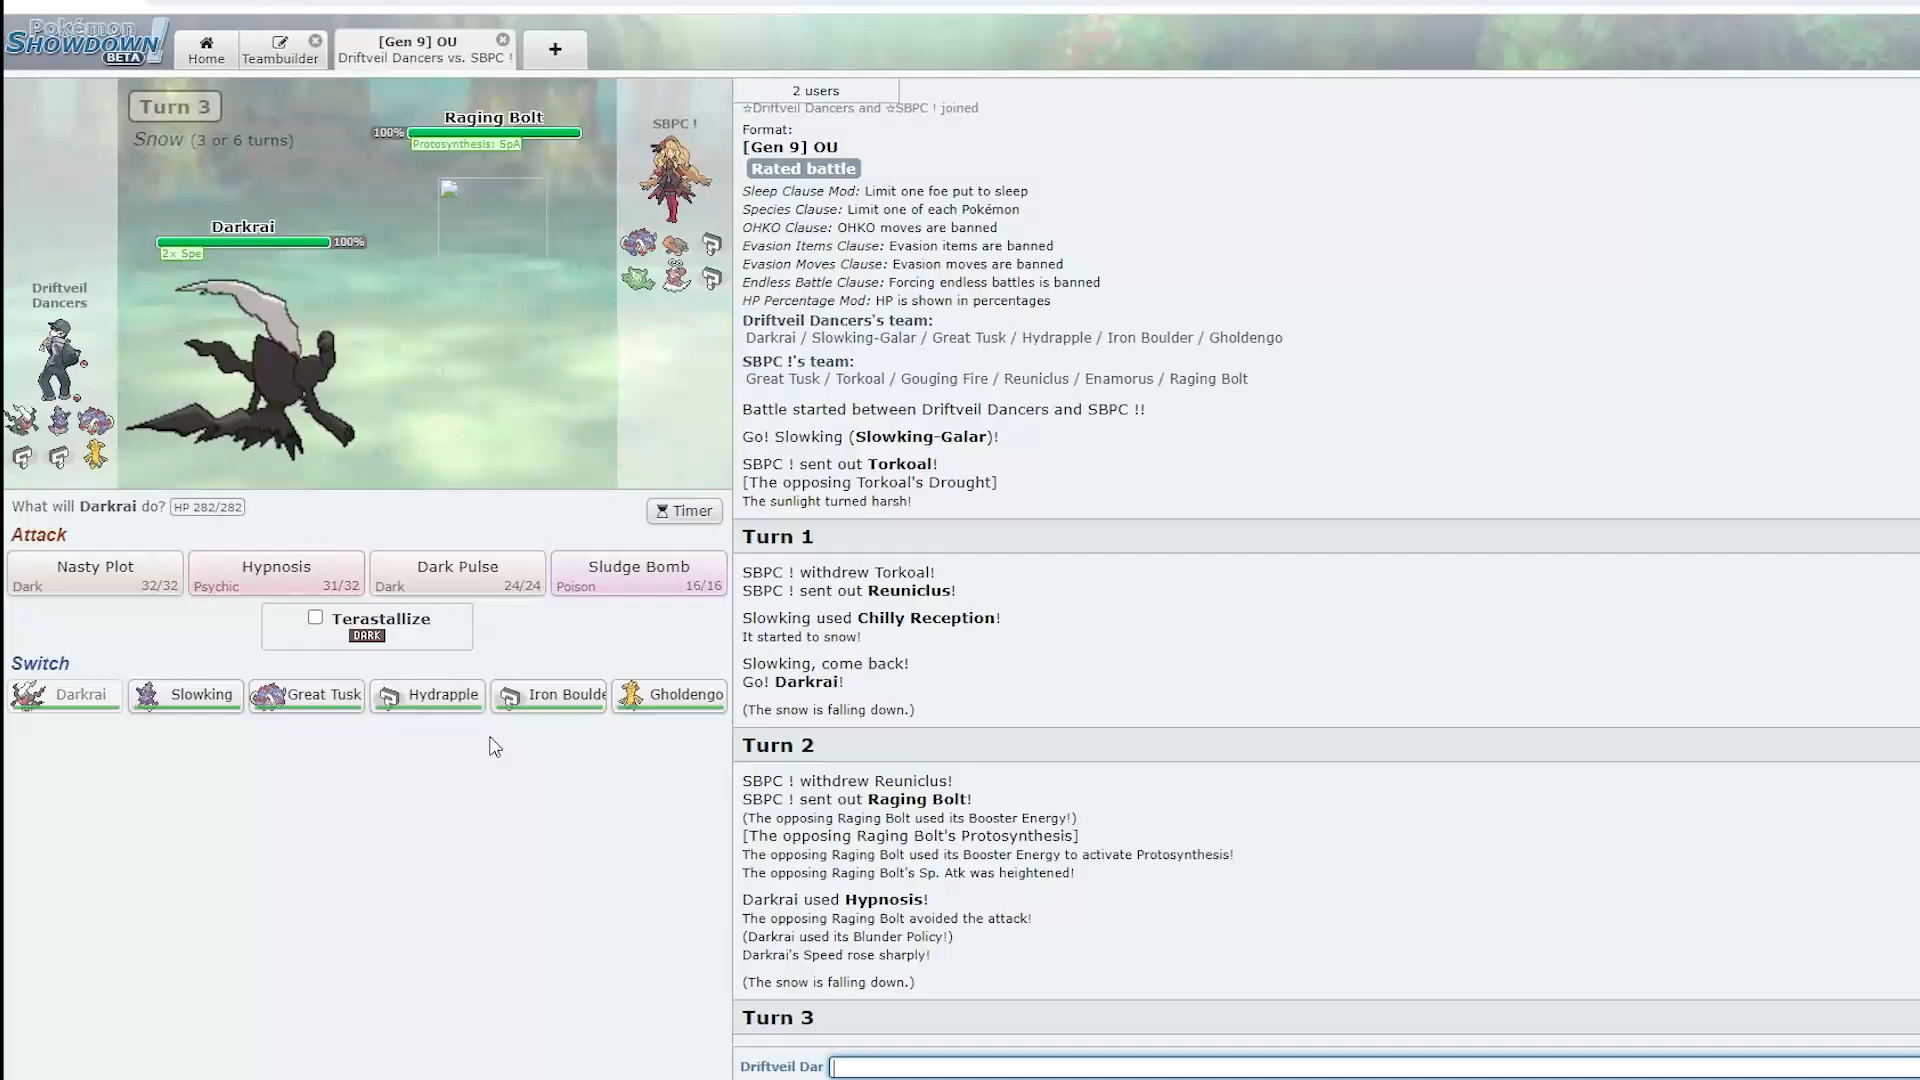 Pokémon
SHOWDOWN!
BETA
Home
Teambuilder
[Gen 9] OU
Driftveil Dancers vs. SBPC !
+
Turn 3
Snow (3 or 6 turns)
Raging Bolt
100%
Protosynthesis: SpA
SBPC !
Darkrai
100%
2x Spe
Driftveil
Dancers
What will Darkrai do? HP 282/282
Timer
Attack
Nasty Plot
Dark 32/32
Hypnosis
Psychic 31/32
Dark Pulse
Dark 24/24
Sludge Bomb
Poison 16/16
Terastallize
DARK
Switch
Darkrai
Slowking
Great Tusk
Hydrapple
Iron Boulde
Gholdengo
2 users
☆Driftveil Dancers and ☆SBPC ! joined
Format:
[Gen 9] OU
Rated battle
Sleep Clause Mod: Limit one foe put to sleep
Species Clause: Limit one of each Pokémon
OHKO Clause: OHKO moves are banned
Evasion Items Clause: Evasion items are banned
Evasion Moves Clause: Evasion moves are banned
Endless Battle Clause: Forcing endless battles is banned
HP Percentage Mod: HP is shown in percentages
Driftveil Dancers's team:
Darkrai / Slowking-Galar / Great Tusk / Hydrapple / Iron Boulder / Gholdengo
SBPC !'s team:
Great Tusk / Torkoal / Gouging Fire / Reuniclus / Enamorus / Raging Bolt
Battle started between Driftveil Dancers and SBPC !!
Go! Slowking (Slowking-Galar)!
SBPC ! sent out Torkoal!
[The opposing Torkoal's Drought]
The sunlight turned harsh!
Turn 1
SBPC ! withdrew Torkoal!
SBPC ! sent out Reuniclus!
Slowking used Chilly Reception!
It started to snow!
Slowking, come back!
Go! Darkrai!
(The snow is falling down.)
Turn 2
SBPC ! withdrew Reuniclus!
SBPC ! sent out Raging Bolt!
(The opposing Raging Bolt used its Booster Energy!)
[The opposing Raging Bolt's Protosynthesis]
The opposing Raging Bolt used its Booster Energy to activate Protosynthesis!
The opposing Raging Bolt's Sp. Atk was heightened!
Darkrai used Hypnosis!
The opposing Raging Bolt avoided the attack!
(Darkrai used its Blunder Policy!)
Darkrai's Speed rose sharply!
(The snow is falling down.)
Turn 3
Driftveil Dar